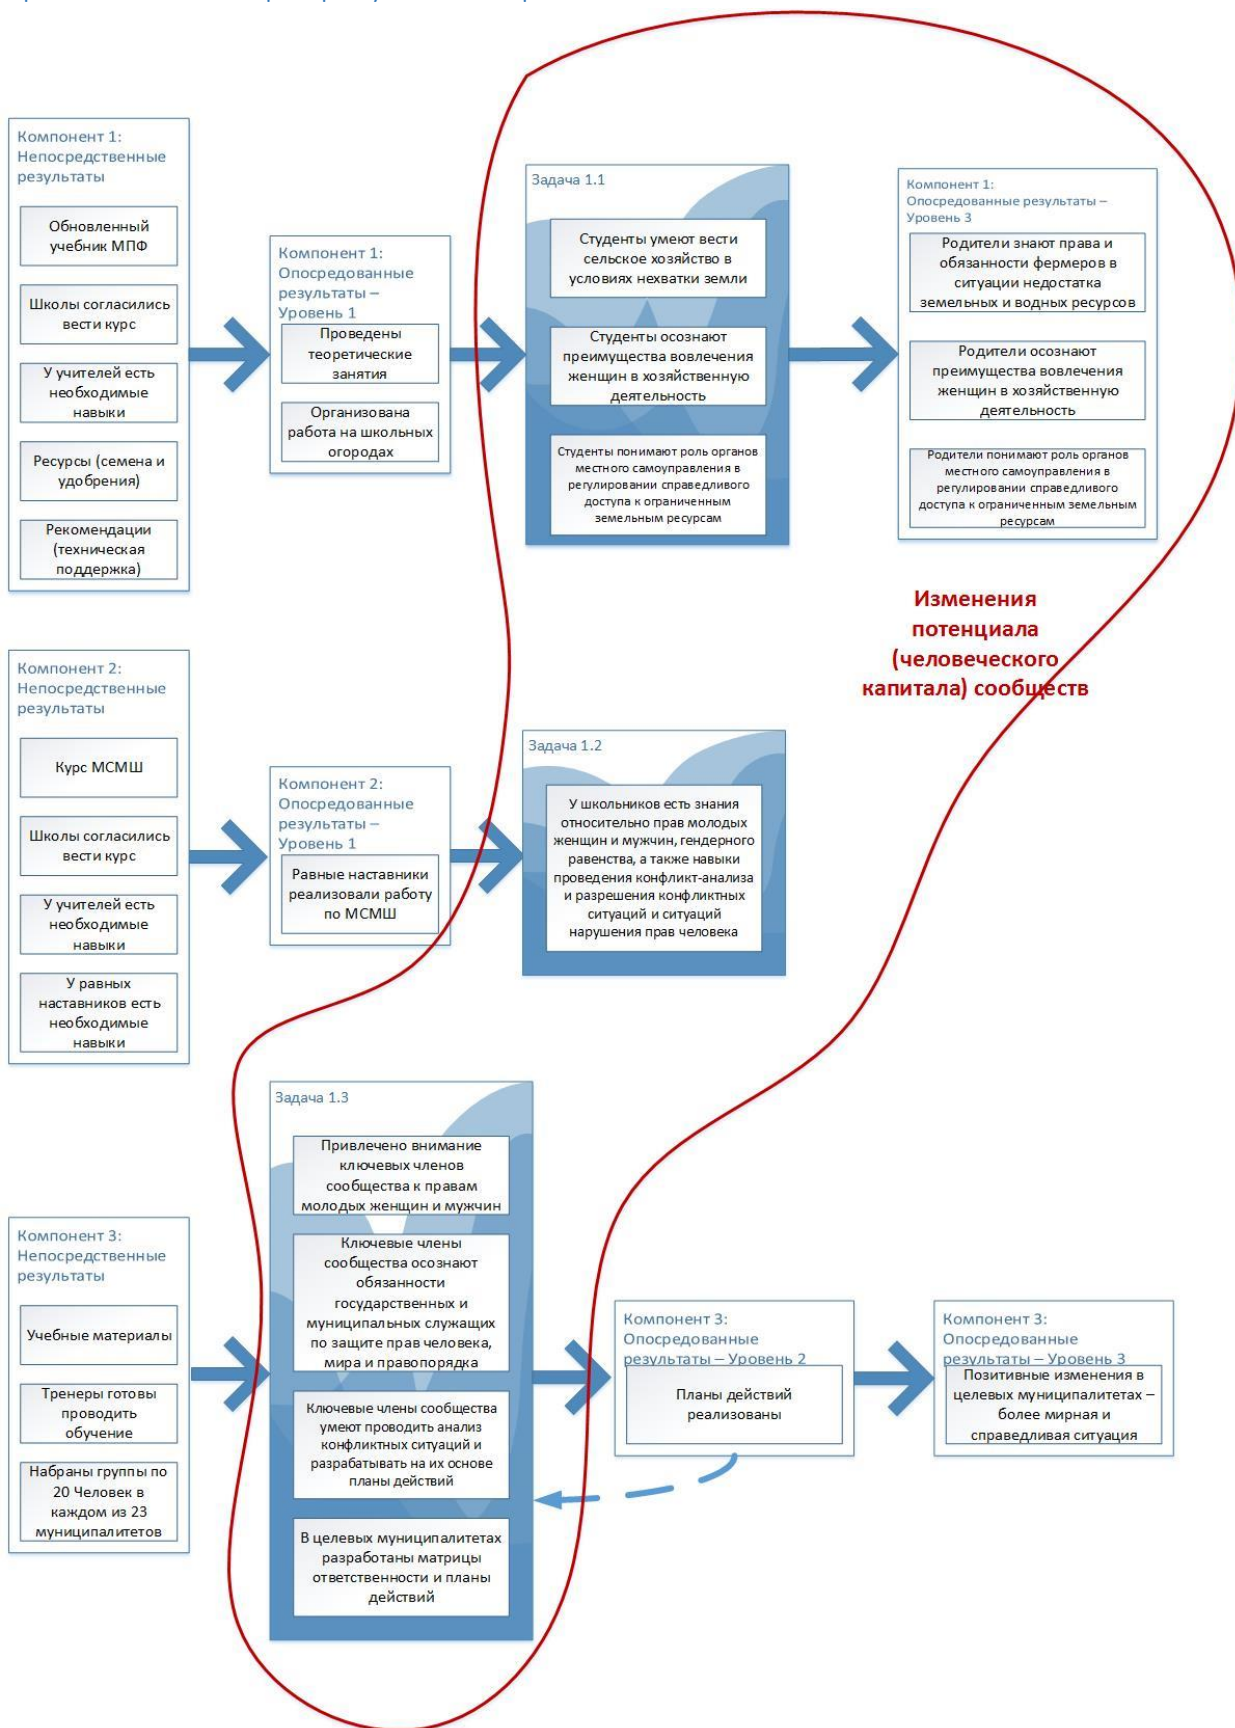 Компонент 1:
Непосредственные
результаты
Обновленный
учебник МПФ
Школы согласились
вести курс
У учителей есть
необходимые
навыки
Ресурсы (семена и
удобрения)
Рекомендации
(техническая
поддержка)
Компонент 1:
Опосредованные
результаты –
Уровень 1
Проведены
теоретические
занятия
Организована
работа на школьных
огородах
Задача 1.1
Студенты умеют вести
сельское хозяйство в
условиях нехватки земли
Студенты осознают
преимущества вовлечения
женщин в хозяйственную
деятельность
Студенты понимают роль органов
местного самоуправления в
регулировании справедливого
доступа к ограниченным
земельным ресурсам
Компонент 1:
Опосредованные результаты –
Уровень 3
Родители знают права и
обязанности фермеров в
ситуации недостатка
земельных и водных ресурсов
Родители осознают
преимущества вовлечения
женщин в хозяйственную
деятельность
Родители понимают роль органов
местного самоуправления в
регулировании справедливого
доступа к ограниченным земельным
ресурсам
Изменения
потенциала
(человеческого
капитала) сообществ
Компонент 2:
Непосредственные
результаты
Курс МСМШ
Школы согласились
вести курс
У учителей есть
необходимые
навыки
У равных
наставников есть
необходимые
навыки
Компонент 2:
Опосредованные
результаты –
Уровень 1
Равные наставники
реализовали работу
по МСМШ
Задача 1.2
У школьников есть знания
относительно прав молодых
женщин и мужчин, гендерного
равенства, а также навыки
проведения конфликт-анализа
и разрешения конфликтных
ситуаций и ситуаций
нарушения прав человека
Компонент 3:
Непосредственные
результаты
Учебные материалы
Тренеры готовы
проводить
обучение
Набраны группы по
20 Человек в
каждом из 23
муниципалитетов
Задача 1.3
Привлечено внимание
ключевых членов
сообщества к правам
молодых женщин и мужчин
Ключевые члены
сообщества осознают
обязанности
государственных и
муниципальных служащих
по защите прав человека,
мира и правопорядка
Ключевые члены сообщества
умеют проводить анализ
конфликтных ситуаций и
разрабатывать на их основе
планы действий
В целевых муниципалитетах
разработаны матрицы
ответственности и планы
действий
Компонент 3:
Опосредованные
результаты – Уровень 2
Планы действий
реализованы
Компонент 3:
Опосредованные
результаты – Уровень 3
Позитивные изменения в
целевых муниципалитетах –
более мирная и
справедливая ситуация